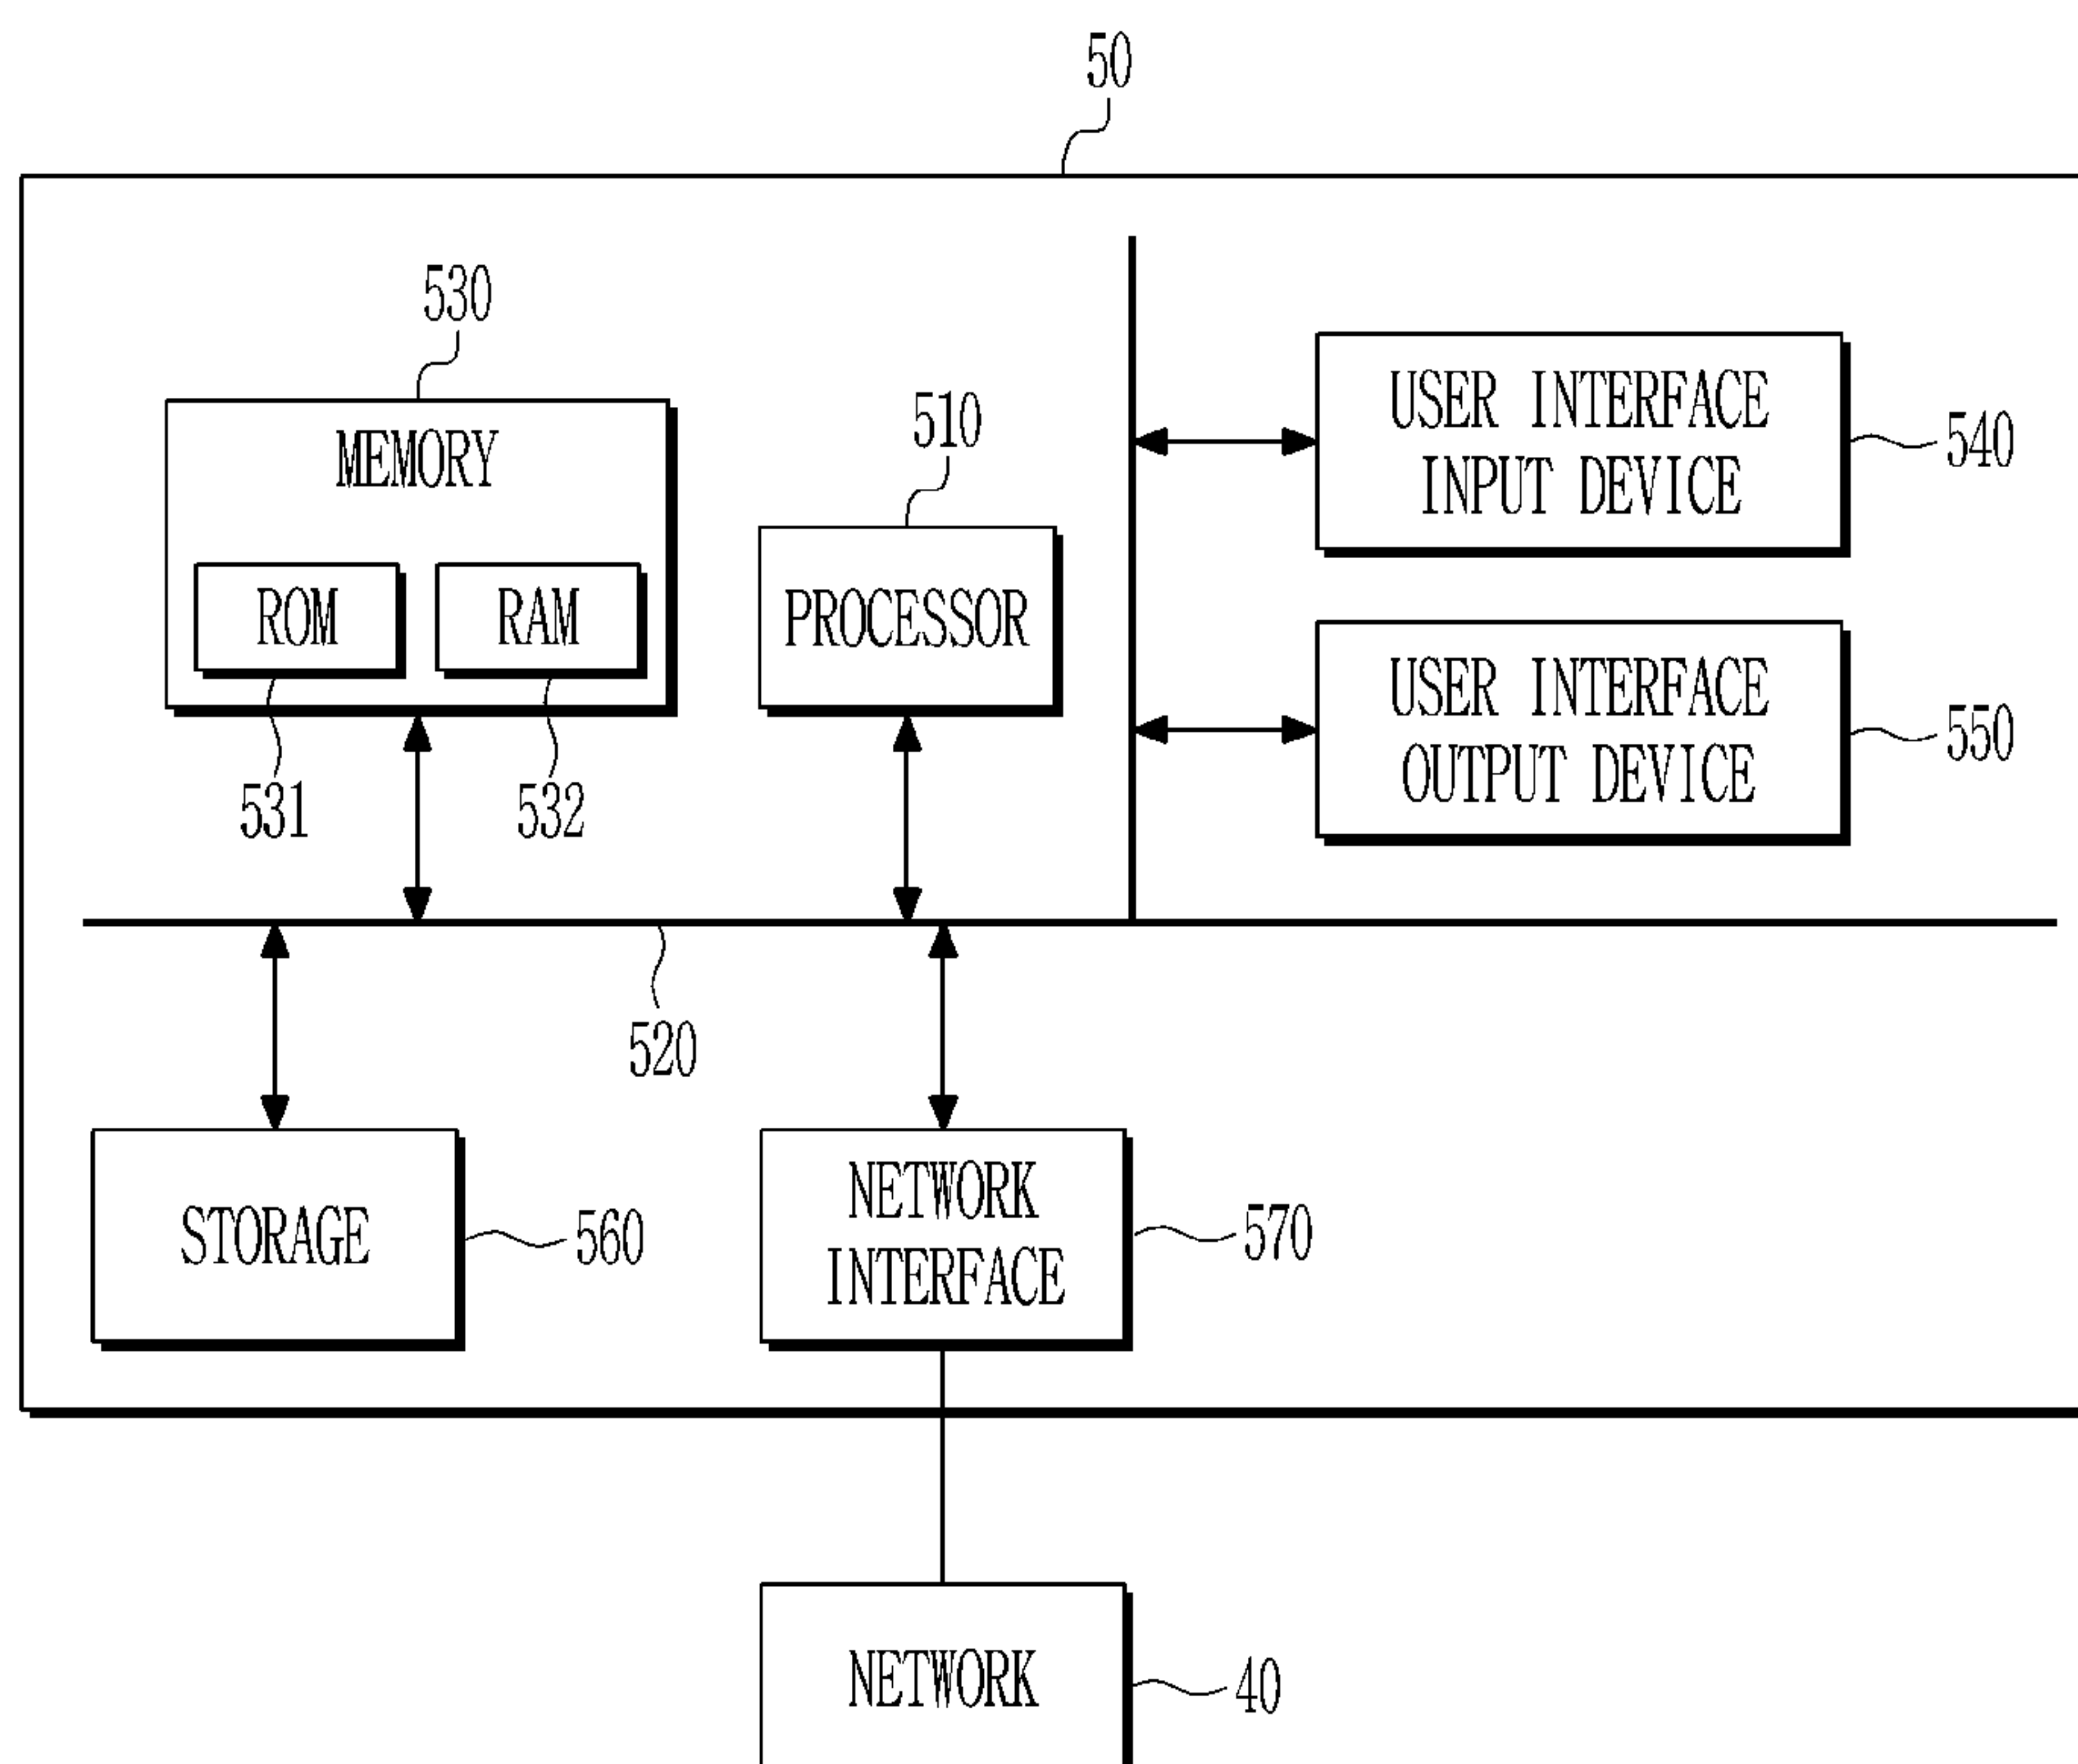 50
530
MEMORY
ROM
RAM
531
532
510
PROCESSOR
USER INTERFACE
INPUT DEVICE
540
USER INTERFACE
OUTPUT DEVICE
550
520
STORAGE
560
NETWORK
INTERFACE
570
NETWORK
40